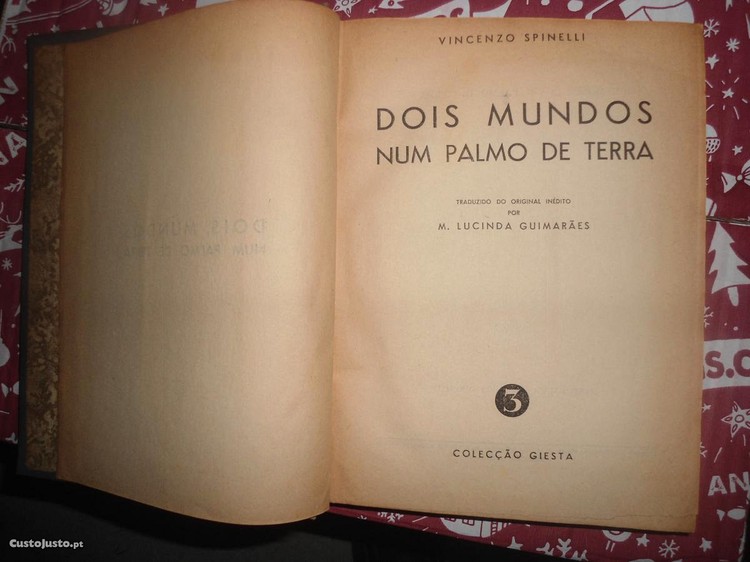 VINCENZO SPINELLI
DOIS MUNDOS
NUM PALMO DE TERRA
TRADUZIDO DO ORIGINAL INÉDITO
POR
M. LUCINDA GUIMARÃES
3
COLECÇÃO GIESTA
CustoJusto.pt